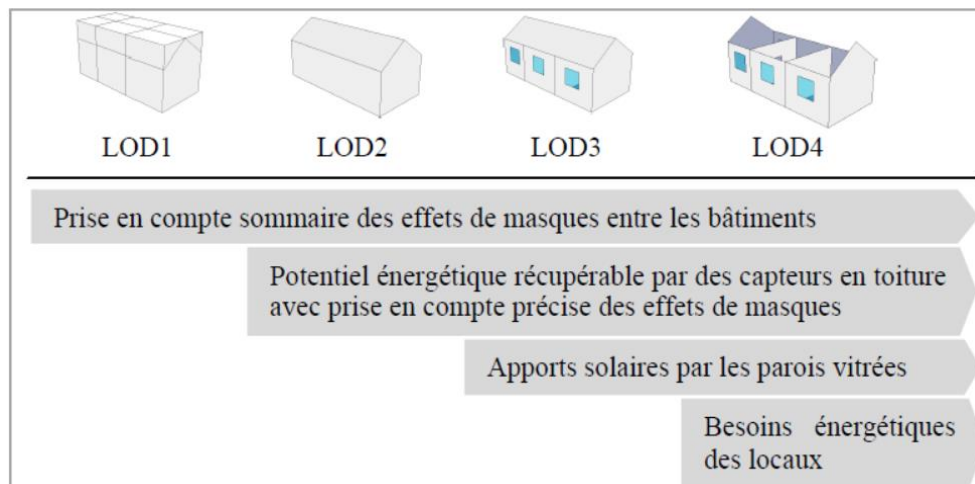 LOD1 LOD2 LOD3 LOD4
Prise en compte sommaire des effets de masques entre les bâtiments
Potentiel énergétique récupérable par des capteurs en toiture
avec prise en compte précise des effets de masques
Apports solaires par les parois vitrées
Besoins énergétiques
des locaux